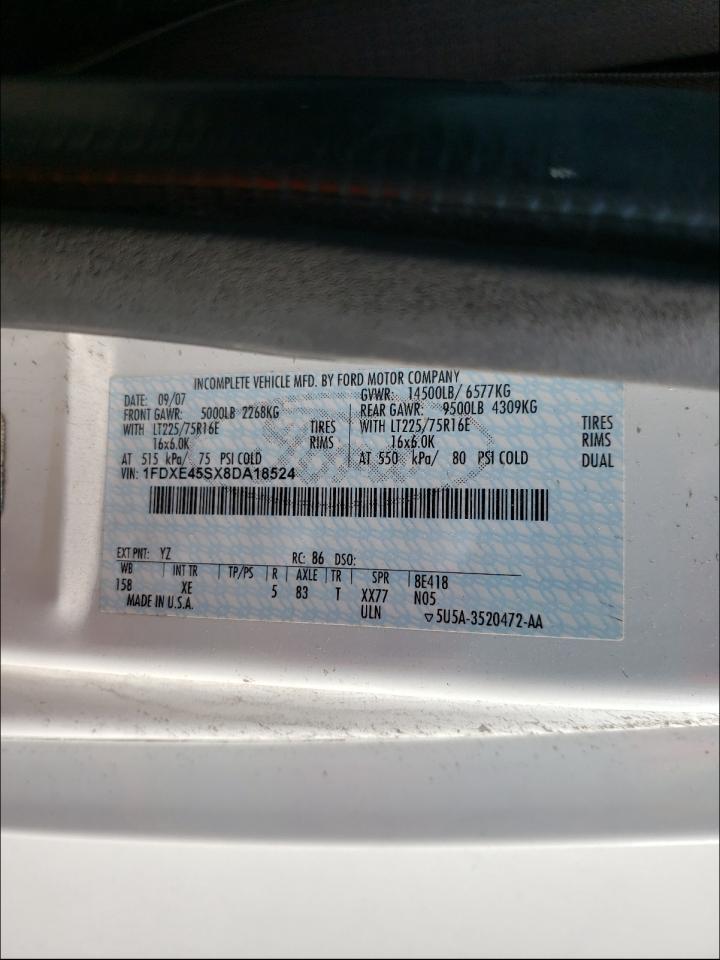 INCOMPLETE VEHICLE MFD. BY FORD MOTOR COMPANY
DATE: 09/07 GVWR: 14500LB/ 6577KG
FRONT GAWR: 5000LB 2268KG REAR GAWR: 9500LB 4309KG
WITH LT225/75R16E TIRES WITH LT225/75R16E TIRES
16x6.0K RIMS 16x6.0K RIMS
AT 515 kPa/ 75 PSI COLD AT 550 kPa/ 80 PSI COLD DUAL
VIN: 1FDXE45SX8DA18524
EXT PNT: YZ RC: 86 DSO:
WB INT TR TP/PS R AXLE TR SPR 8E418
158 XE 5 83 T XX77 N05
MADE IN U.S.A. ULN ▽5U5A-3520472-AA